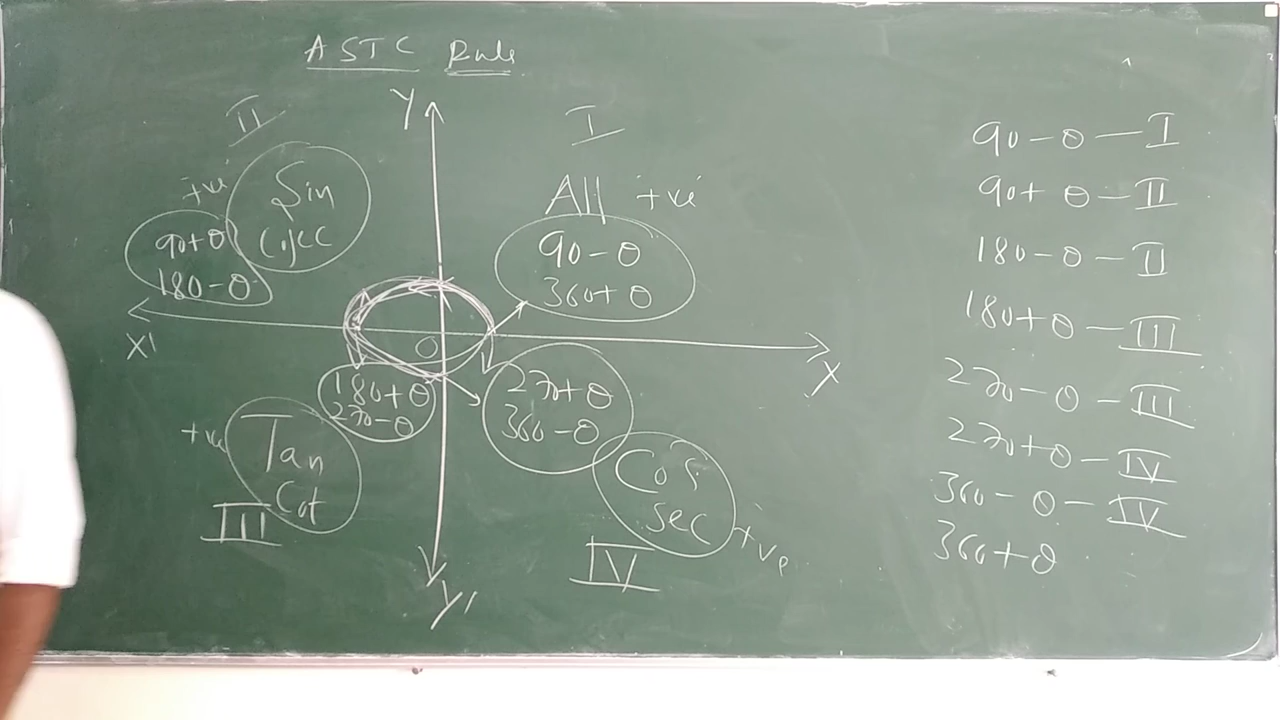 ASTC Rule
Y
II
I
+ve
Sin
Cosec
90+θ
180-θ
All +ve
90-θ
360+θ
X'
O
X
180+θ
270-θ
270+θ
360-θ
+ve
Tan
Cot
III
Cos
Sec
+ve
IV
Y'
90-θ-I
90+θ-II
180-θ-II
180+θ-III
270-θ-III
270+θ-IV
360-θ-IV
360+θ